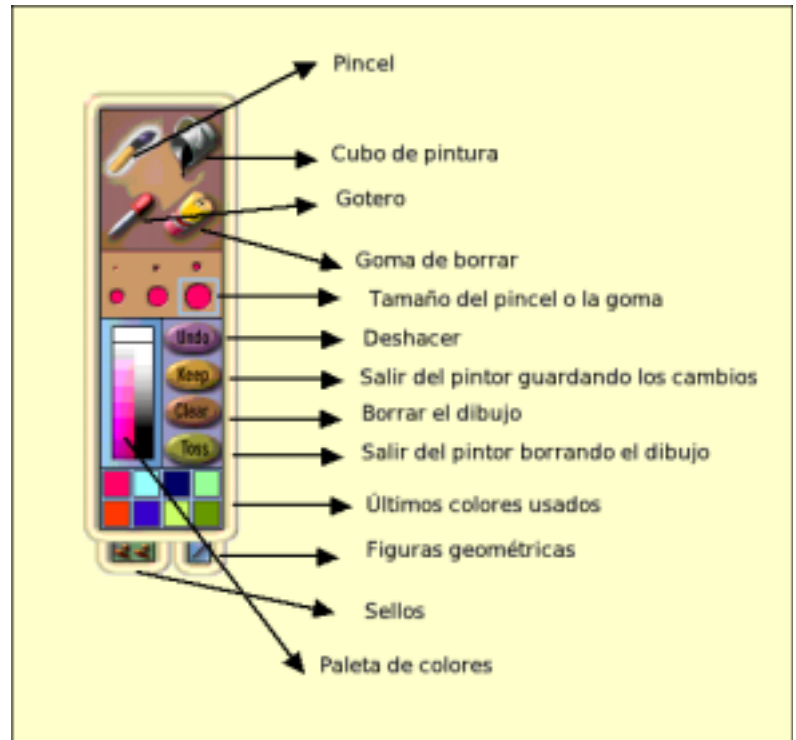 Pincel
Cubo de pintura
Gotero
Goma de borrar
Tamaño del pincel o la goma
Undo
Deshacer
Keep
Salir del pintor guardando los cambios
Clear
Borrar el dibujo
Toss
Salir del pintor borrando el dibujo
Últimos colores usados
Figuras geométricas
Sellos
Paleta de colores